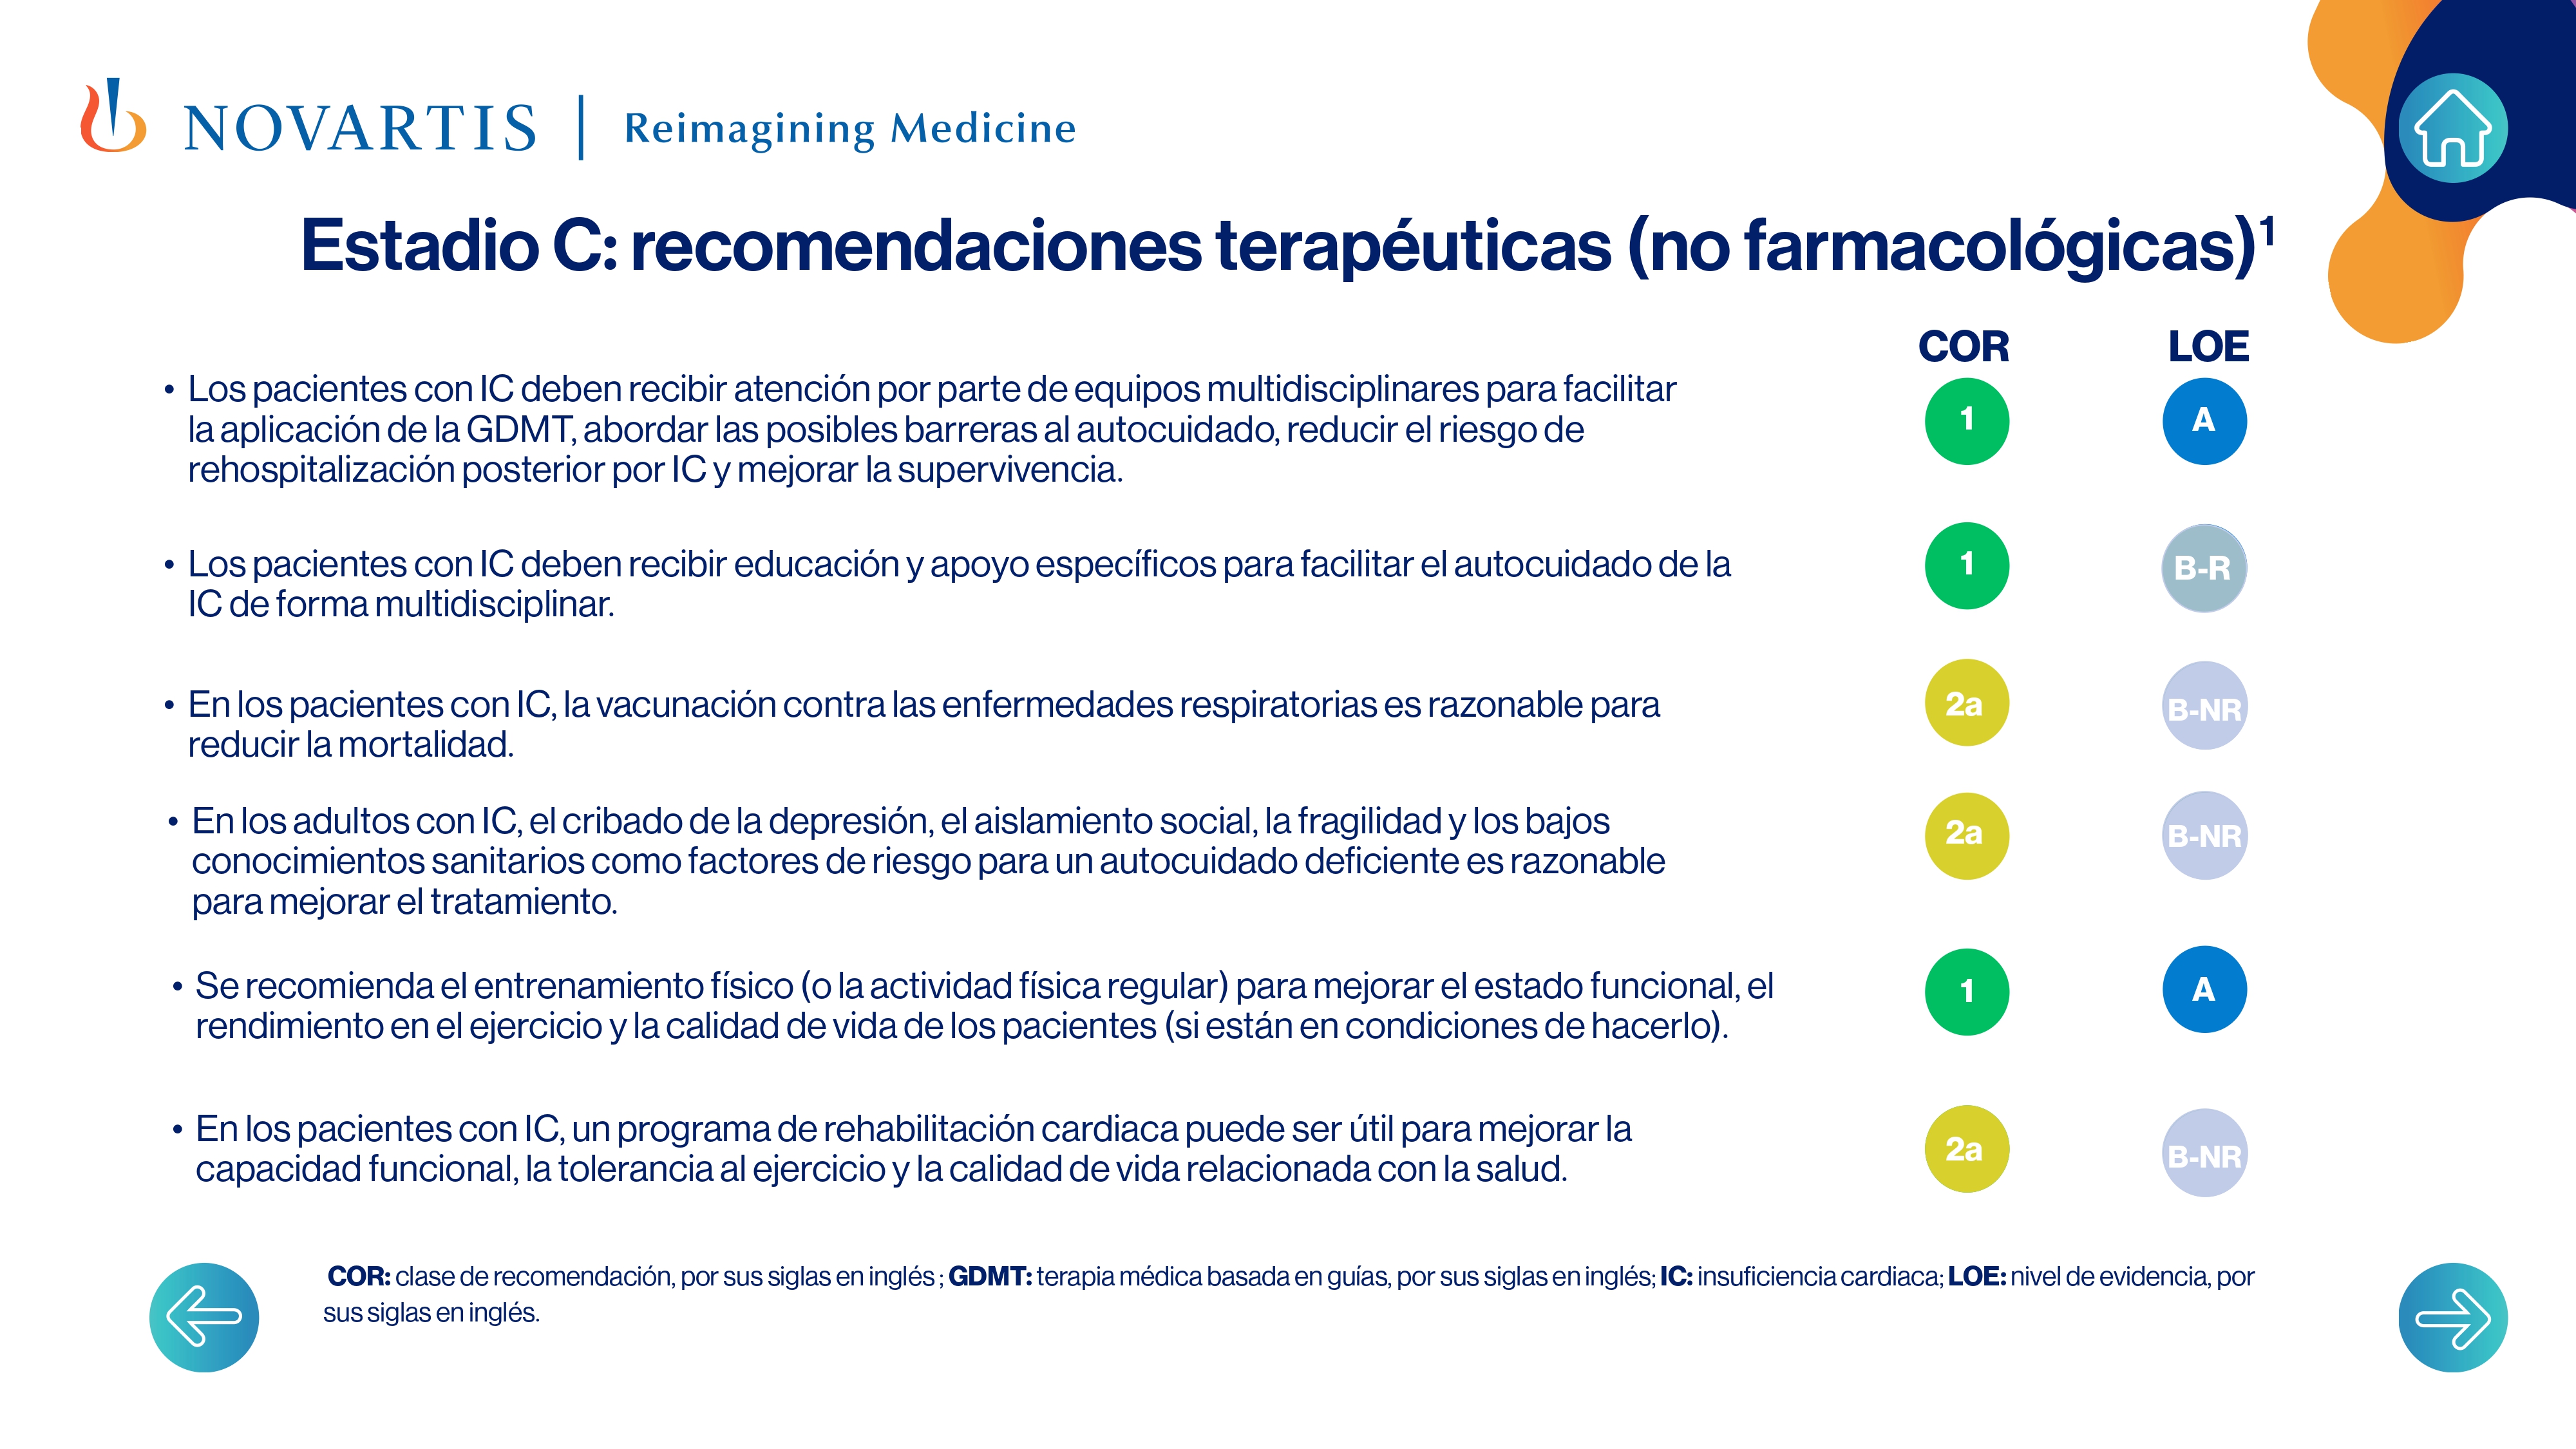 NOVARTIS | Reimagining Medicine
Estadio C: recomendaciones terapéuticas (no farmacológicas)¹
COR LOE
• Los pacientes con IC deben recibir atención por parte de equipos multidisciplinares para facilitar
la aplicación de la GDMT, abordar las posibles barreras al autocuidado, reducir el riesgo de
rehospitalización posterior por IC y mejorar la supervivencia.
1 A
• Los pacientes con IC deben recibir educación y apoyo específicos para facilitar el autocuidado de la
IC de forma multidisciplinar.
1 B-R
• En los pacientes con IC, la vacunación contra las enfermedades respiratorias es razonable para
reducir la mortalidad.
2a B-NR
• En los adultos con IC, el cribado de la depresión, el aislamiento social, la fragilidad y los bajos
conocimientos sanitarios como factores de riesgo para un autocuidado deficiente es razonable
para mejorar el tratamiento.
2a B-NR
• Se recomienda el entrenamiento físico (o la actividad física regular) para mejorar el estado funcional, el
rendimiento en el ejercicio y la calidad de vida de los pacientes (si están en condiciones de hacerlo).
1 A
• En los pacientes con IC, un programa de rehabilitación cardiaca puede ser útil para mejorar la
capacidad funcional, la tolerancia al ejercicio y la calidad de vida relacionada con la salud.
2a B-NR
COR: clase de recomendación, por sus siglas en inglés ; GDMT: terapia médica basada en guías, por sus siglas en inglés; IC: insuficiencia cardiaca; LOE: nivel de evidencia, por
sus siglas en inglés.